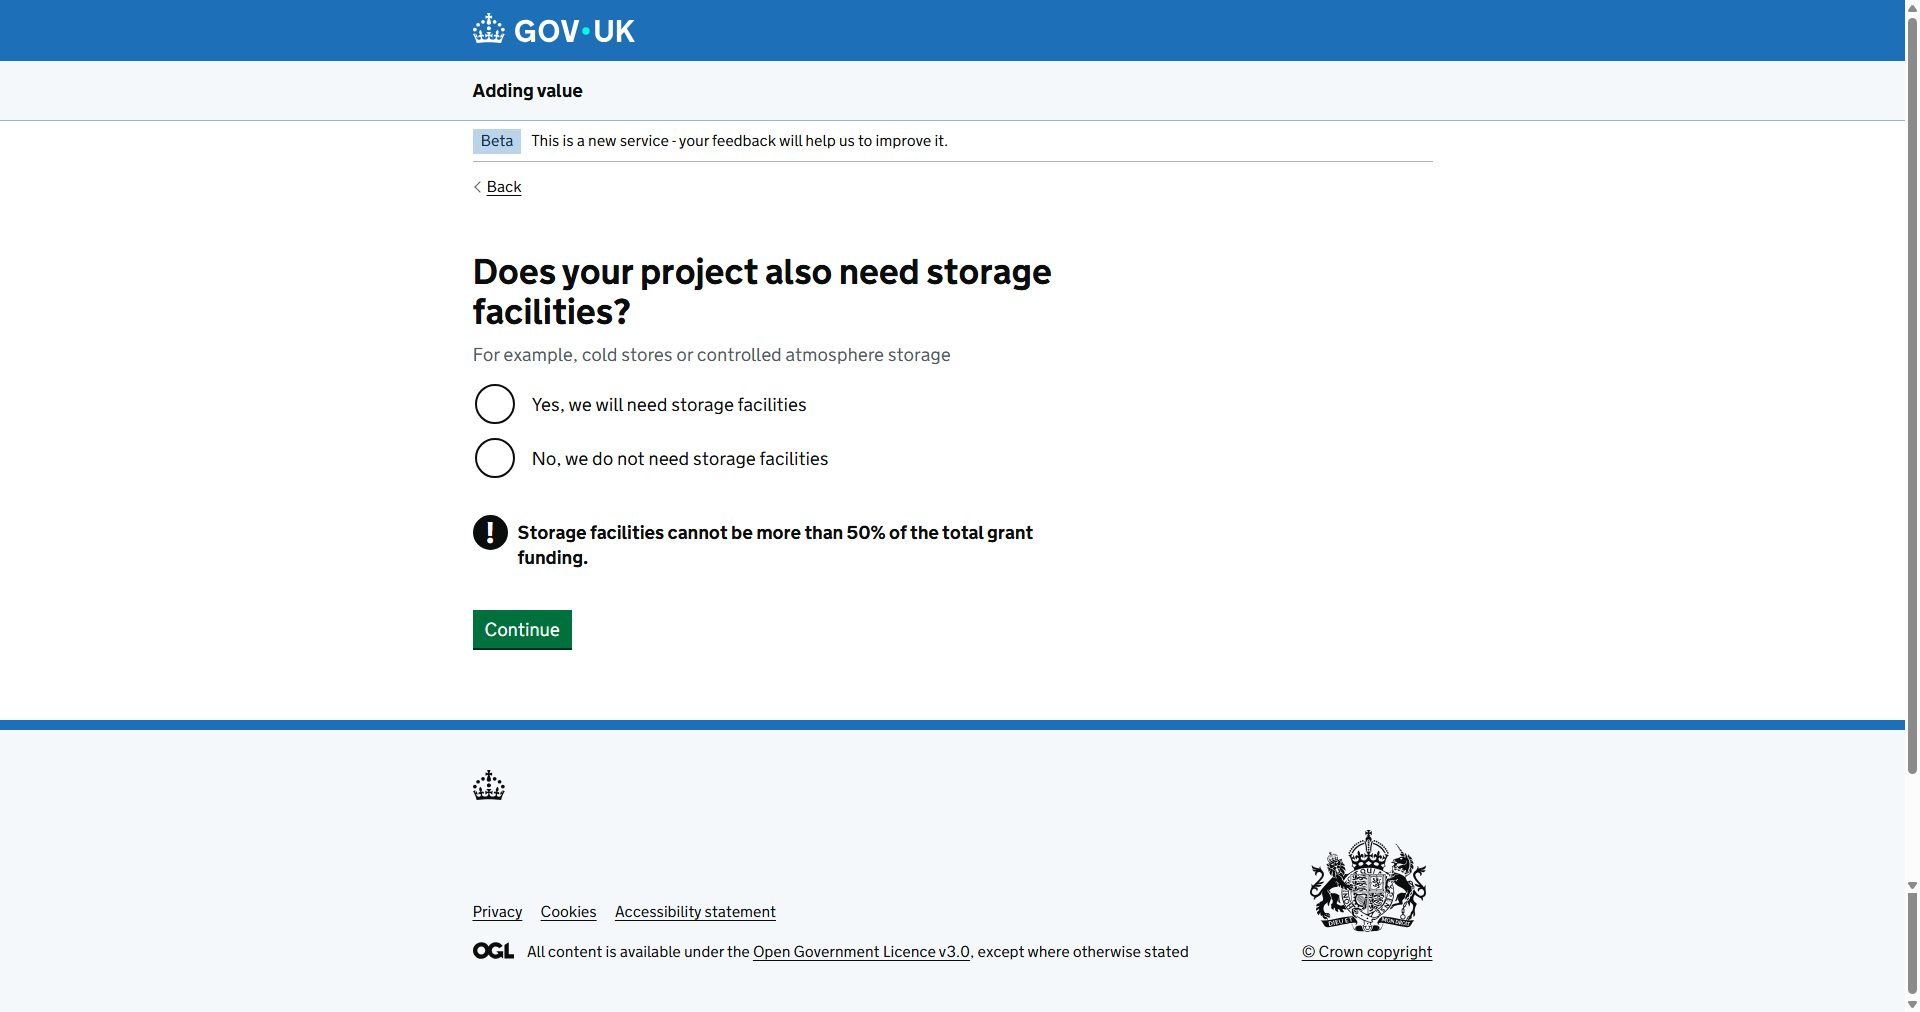 GOV•UK
Adding value
Beta This is a new service - your feedback will help us to improve it.
Back
Does your project also need storage
facilities?
For example, cold stores or controlled atmosphere storage
Yes, we will need storage facilities
No, we do not need storage facilities
! Storage facilities cannot be more than 50% of the total grant
funding.
Continue
Privacy Cookies Accessibility statement
OGL All content is available under the Open Government Licence v3.0, except where otherwise stated
© Crown copyright